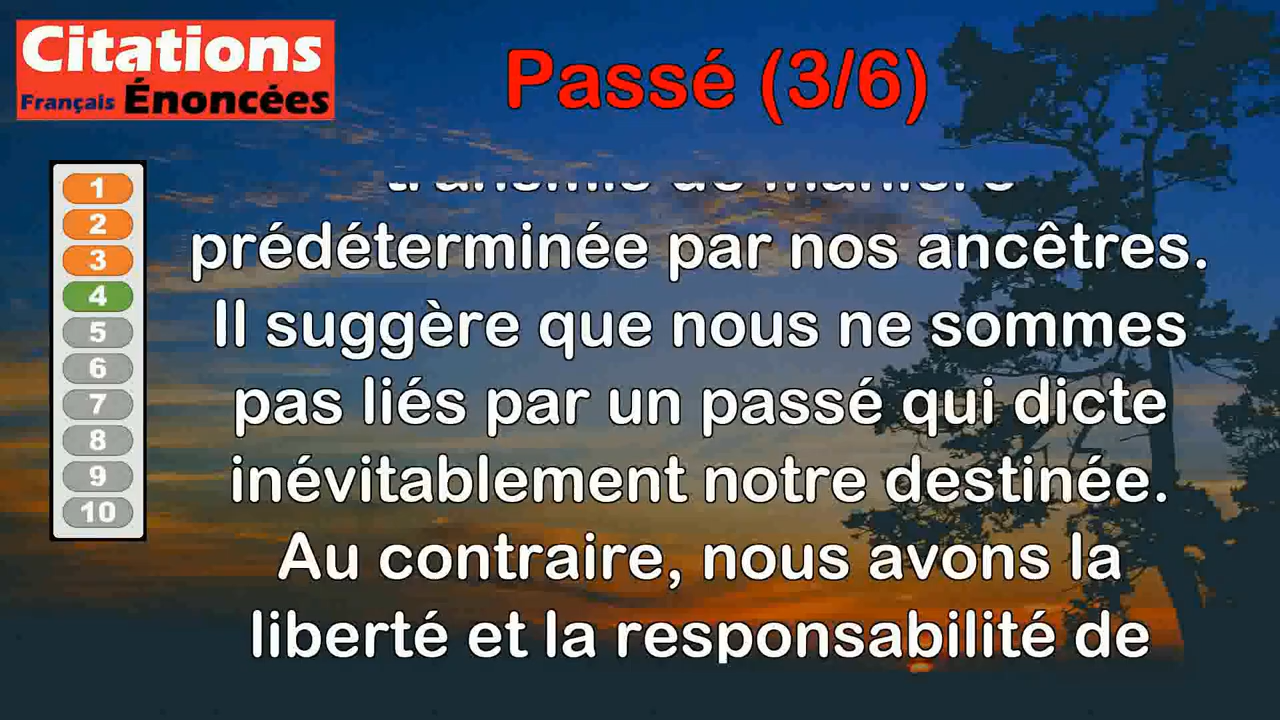 Citations
Français Énoncées
Passé (3/6)
1
2
3
4
5
6
7
8
9
10
prédéterminée par nos ancêtres.
Il suggère que nous ne sommes
pas liés par un passé qui dicte
inévitablement notre destinée.
Au contraire, nous avons la
liberté et la responsabilité de